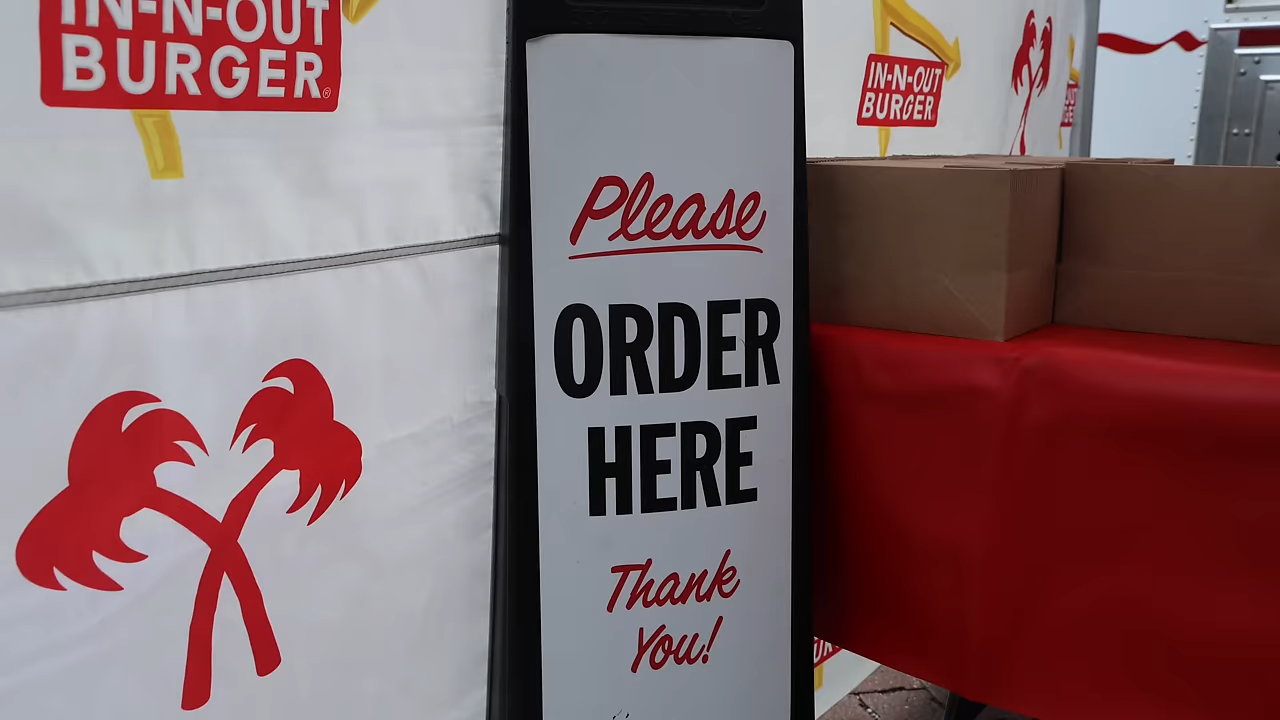 IN-N-OUT
BURGER®
Please
ORDER
HERE
Thank
You!
IN-N-OUT
BURGER